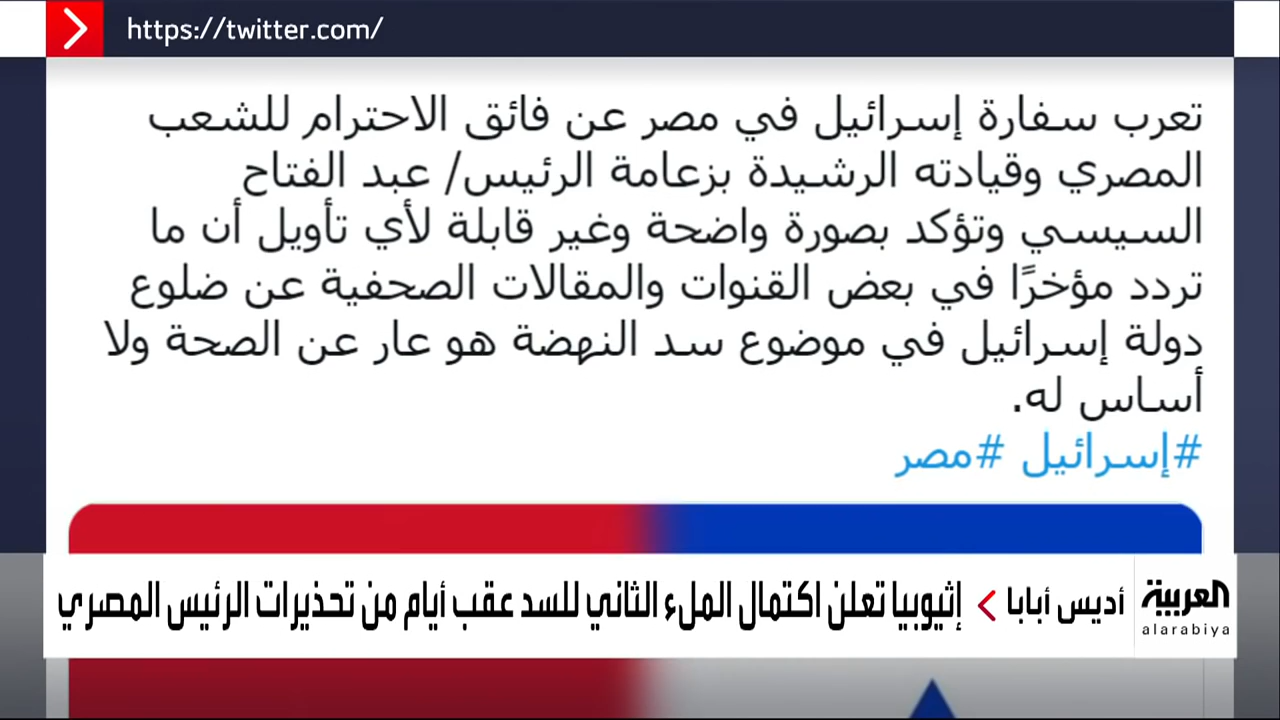 https://twitter.com/
تعرب سفارة إسرائيل في مصر عن فائق الاحترام للشعب
المصري وقيادته الرشيدة بزعامة الرئيس/ عبد الفتاح
السيسي وتؤكد بصورة واضحة وغير قابلة لأي تأويل أن ما
تردد مؤخرًا في بعض القنوات والمقالات الصحفية عن ضلوع
دولة إسرائيل في موضوع سد النهضة هو عار عن الصحة ولا
أساس له.
#إسرائيل #مصر
العربية
alarabiya
أديس أبابا
إثيوبيا تعلن اكتمال الملء الثاني للسد عقب أيام من تحذيرات الرئيس المصري